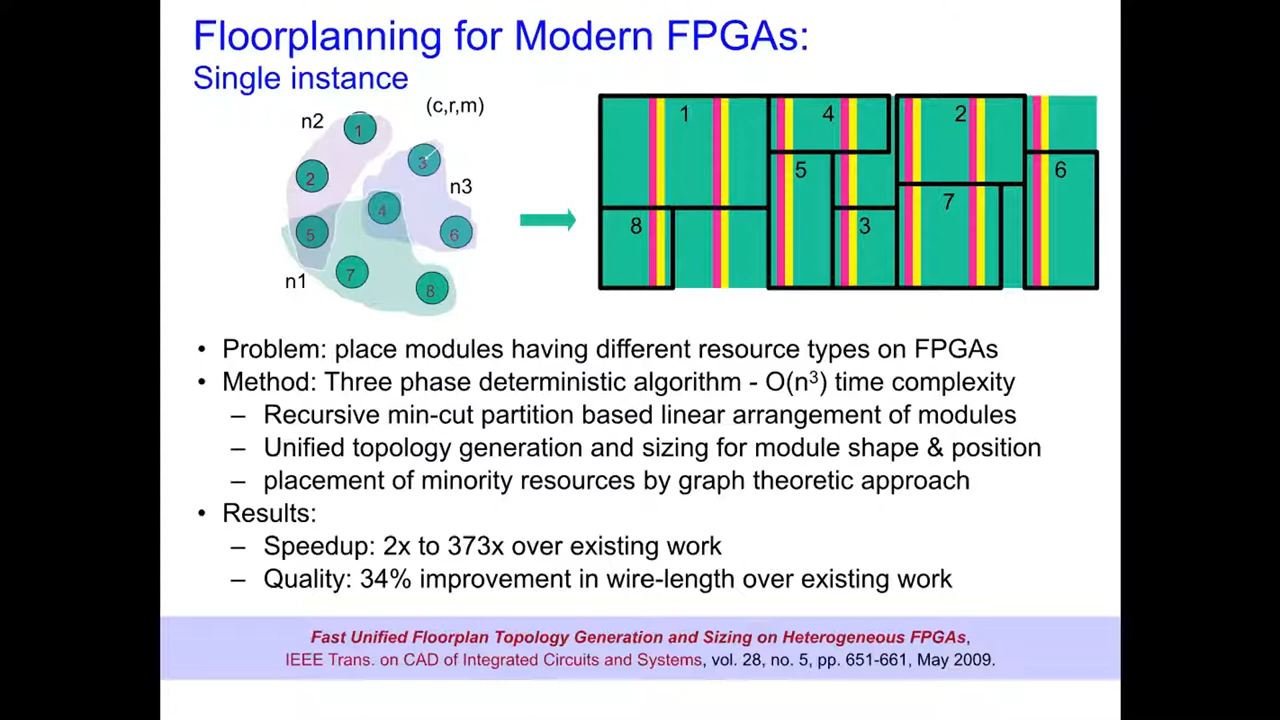 Floorplanning for Modern FPGAs:
Single instance
(c,r,m)
n2
1
3
2
n3
4
5
6
n1
7
8
1
4
2
5
6
7
8
3
• Problem: place modules having different resource types on FPGAs
• Method: Three phase deterministic algorithm - O(n³) time complexity
– Recursive min-cut partition based linear arrangement of modules
– Unified topology generation and sizing for module shape & position
– placement of minority resources by graph theoretic approach
• Results:
– Speedup: 2x to 373x over existing work
– Quality: 34% improvement in wire-length over existing work
Fast Unified Floorplan Topology Generation and Sizing on Heterogeneous FPGAs,
IEEE Trans. on CAD of Integrated Circuits and Systems, vol. 28, no. 5, pp. 651-661, May 2009.